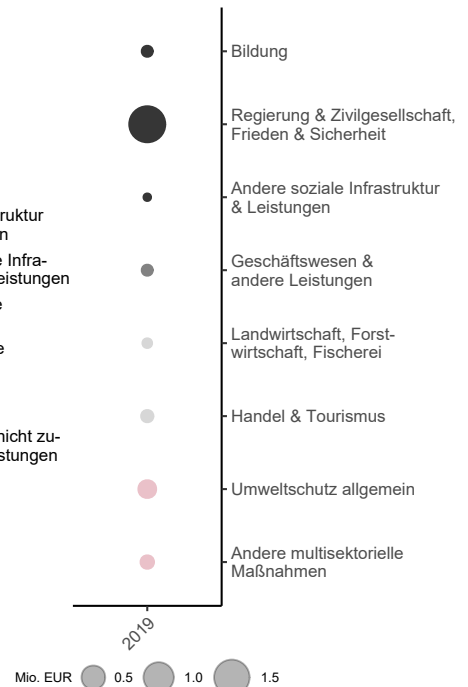 Bildung
Regierung & Zivilgesellschaft,
Frieden & Sicherheit
Andere soziale Infrastruktur
& Leistungen
Geschäftswesen &
andere Leistungen
Landwirtschaft, Forst-
wirtschaft, Fischerei
Handel & Tourismus
Umweltschutz allgemein
Andere multisektorielle
Maßnahmen
2019
Mio. EUR 0.5 1.0 1.5